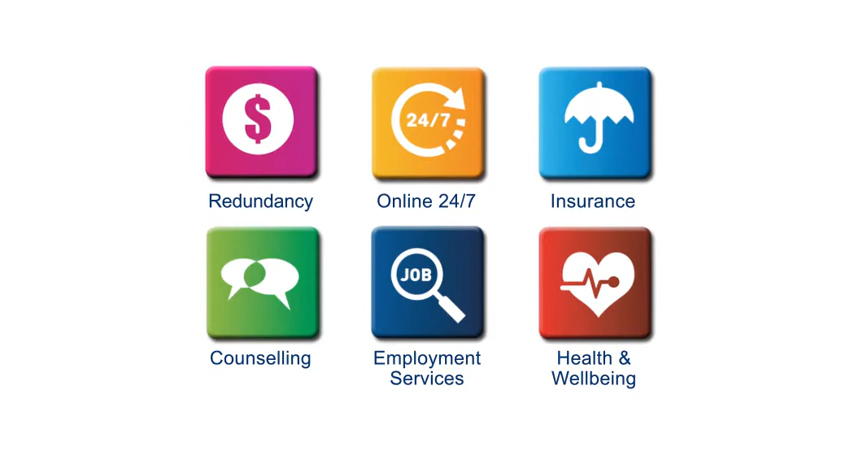 $
24/7
Redundancy
Online 24/7
Insurance
JOB
Counselling
Employment
Services
Health &
Wellbeing